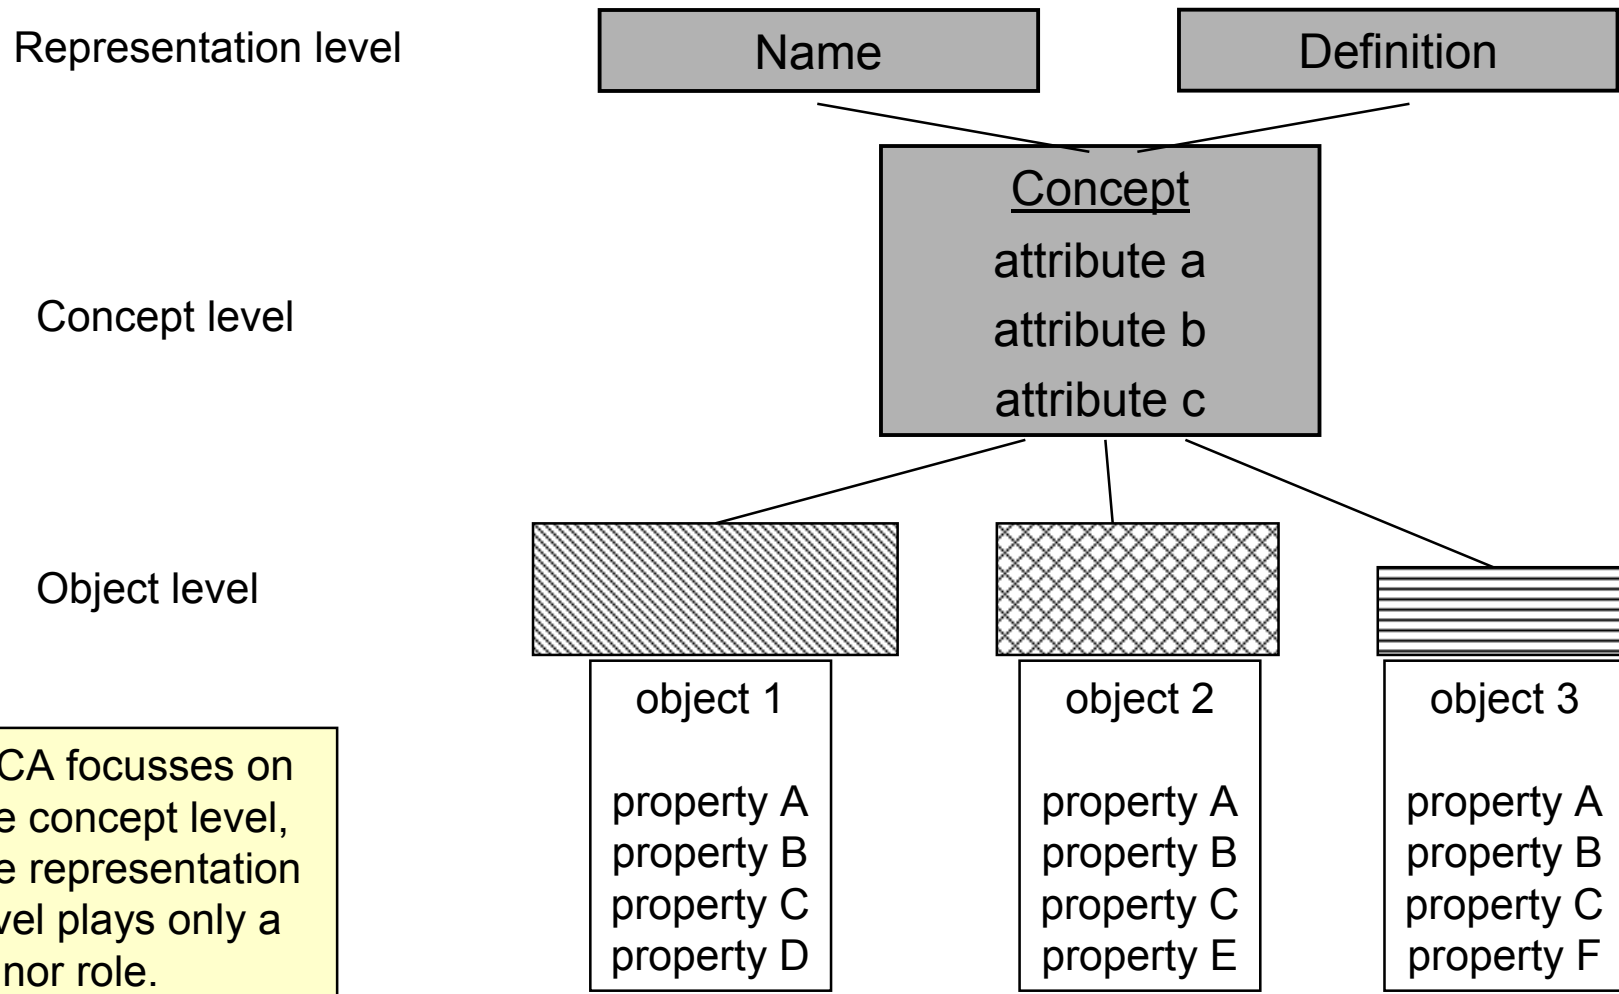 Representation level
Name
Definition
Concept level
Concept
attribute a
attribute b
attribute c
Object level
object 1
property A
property B
property C
property D
object 2
property A
property B
property C
property E
object 3
property A
property B
property C
property F
CA focusses on
e concept level,
e representation
vel plays only a
nor role.